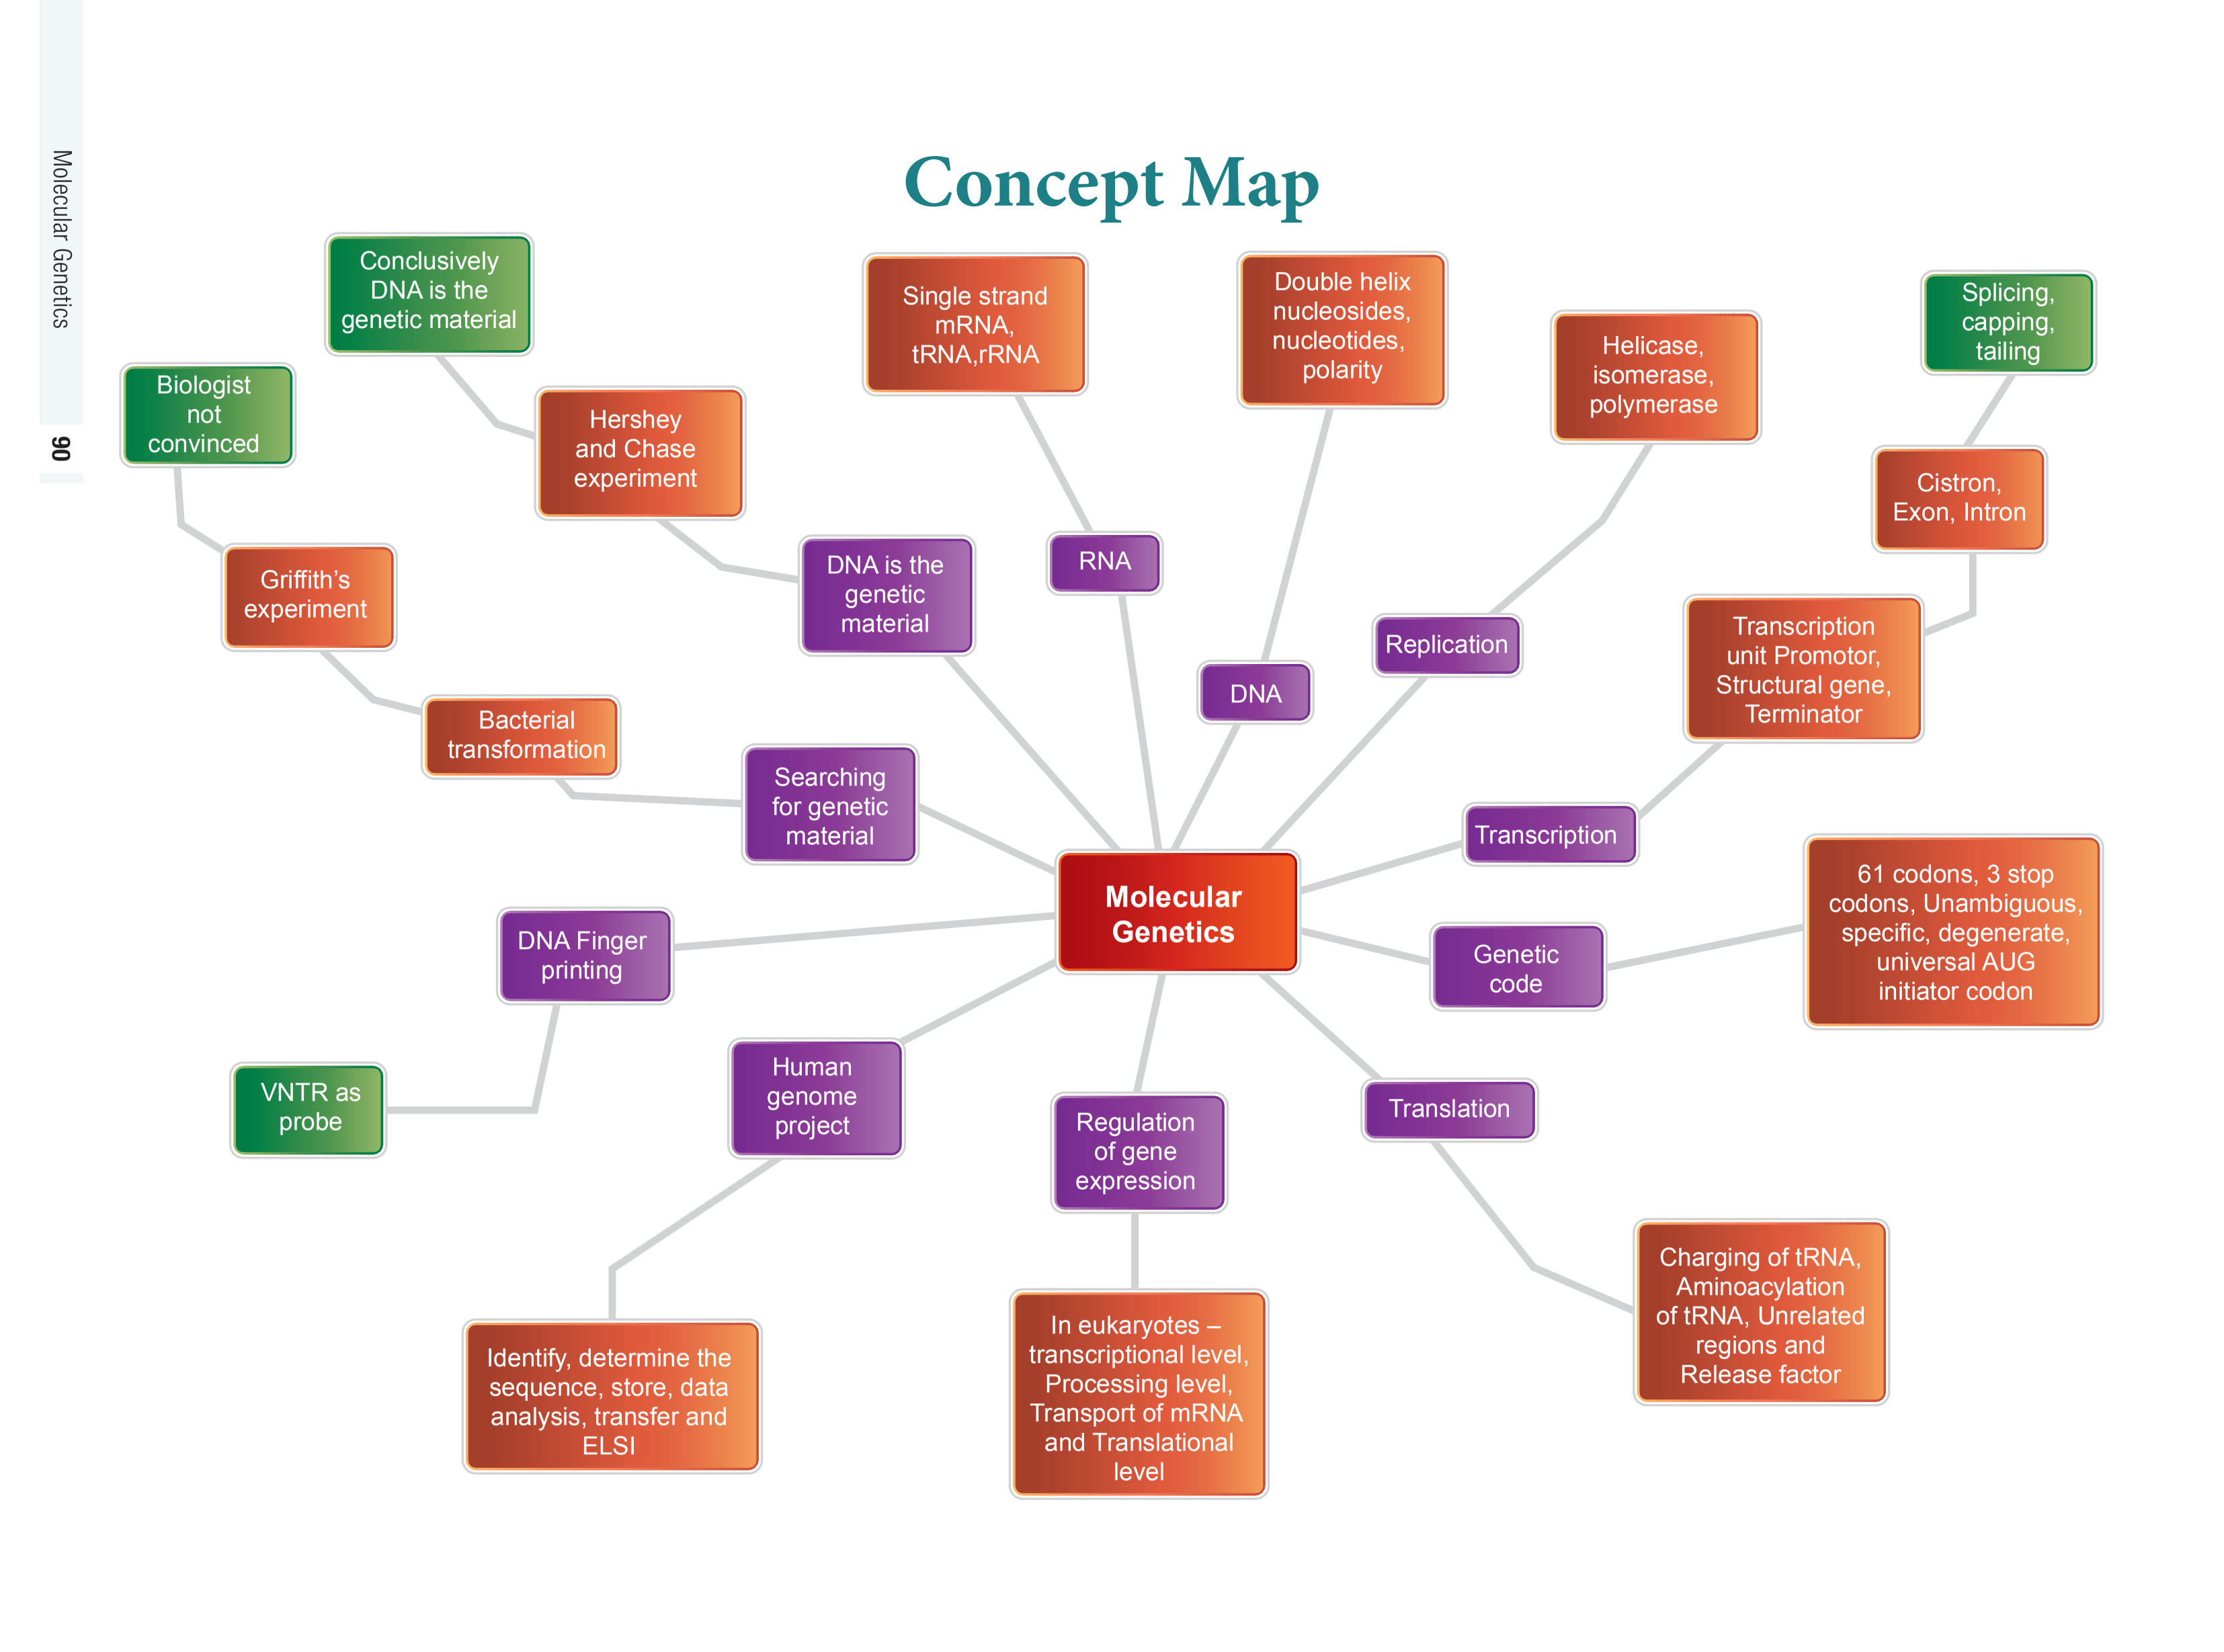 Molecular Genetics
90
Concept Map
Conclusively
DNA is the
genetic material
Biologist
not
convinced
Hershey
and Chase
experiment
Griffith’s
experiment
Bacterial
transformation
Single strand
mRNA,
tRNA,rRNA
Double helix
nucleosides,
nucleotides,
polarity
Helicase,
isomerase,
polymerase
Splicing,
capping,
tailing
Cistron,
Exon, Intron
DNA is the
genetic
material
RNA
DNA
Replication
Transcription
unit Promotor,
Structural gene,
Terminator
Searching
for genetic
material
Transcription
Molecular
Genetics
61 codons, 3 stop
codons, Unambiguous,
specific, degenerate,
universal AUG
initiator codon
DNA Finger
printing
Genetic
code
VNTR as
probe
Human
genome
project
Regulation
of gene
expression
Translation
Identify, determine the
sequence, store, data
analysis, transfer and
ELSI
In eukaryotes –
transcriptional level,
Processing level,
Transport of mRNA
and Translational
level
Charging of tRNA,
Aminoacylation
of tRNA, Unrelated
regions and
Release factor